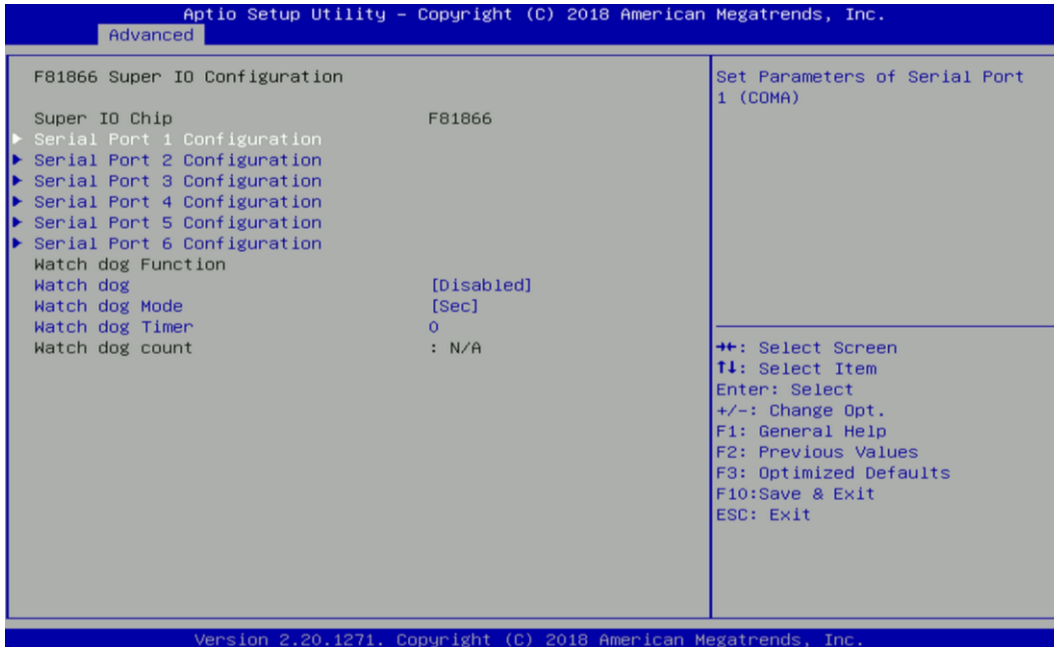 Aptio Setup Utility – Copyright (C) 2018 American Megatrends, Inc.
Advanced
F81866 Super IO Configuration
Super IO Chip F81866
Serial Port 1 Configuration
Serial Port 2 Configuration
Serial Port 3 Configuration
Serial Port 4 Configuration
Serial Port 5 Configuration
Serial Port 6 Configuration
Watch dog Function
Watch dog [Disabled]
Watch dog Mode [Sec]
Watch dog Timer 0
Watch dog count : N/A
Set Parameters of Serial Port
1 (COMA)
→←: Select Screen
↑↓: Select Item
Enter: Select
+/-: Change Opt.
F1: General Help
F2: Previous Values
F3: Optimized Defaults
F10:Save & Exit
ESC: Exit
Version 2.20.1271. Copyright (C) 2018 American Megatrends, Inc.